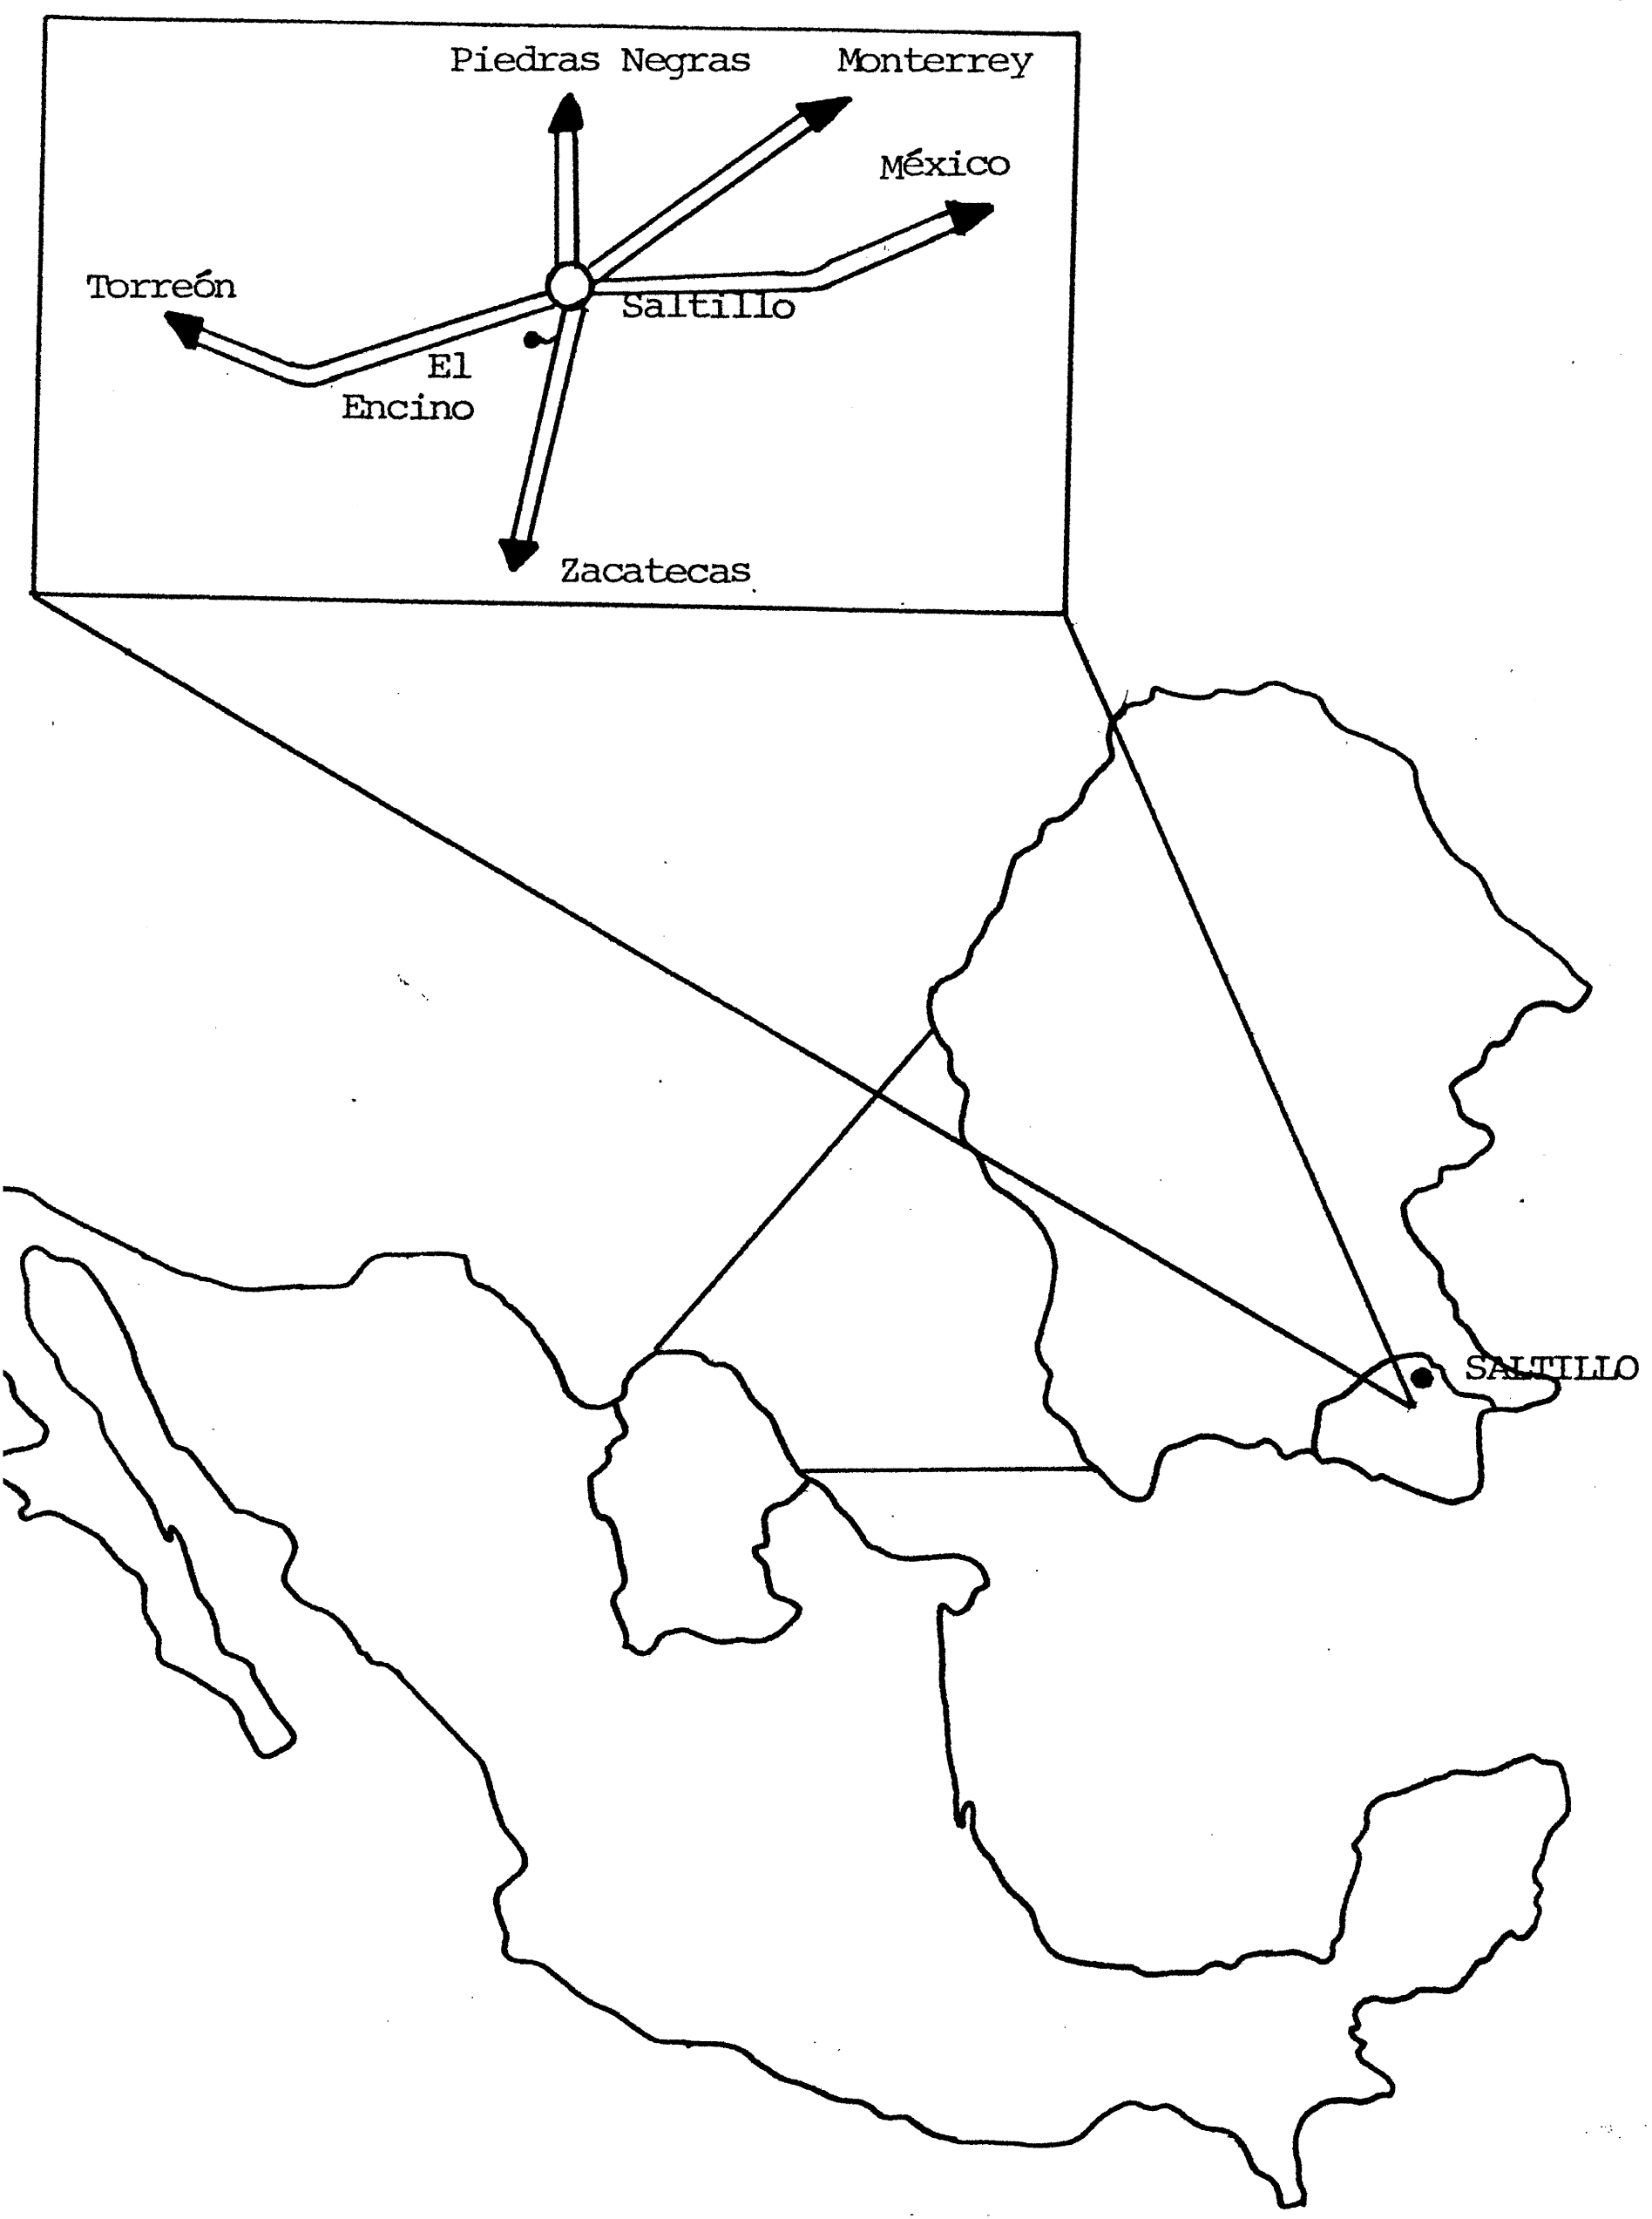 Piedras Negras
Monterrey
México
Torreón
Saltillo
El
Encino
Zacatecas
SALTILLO